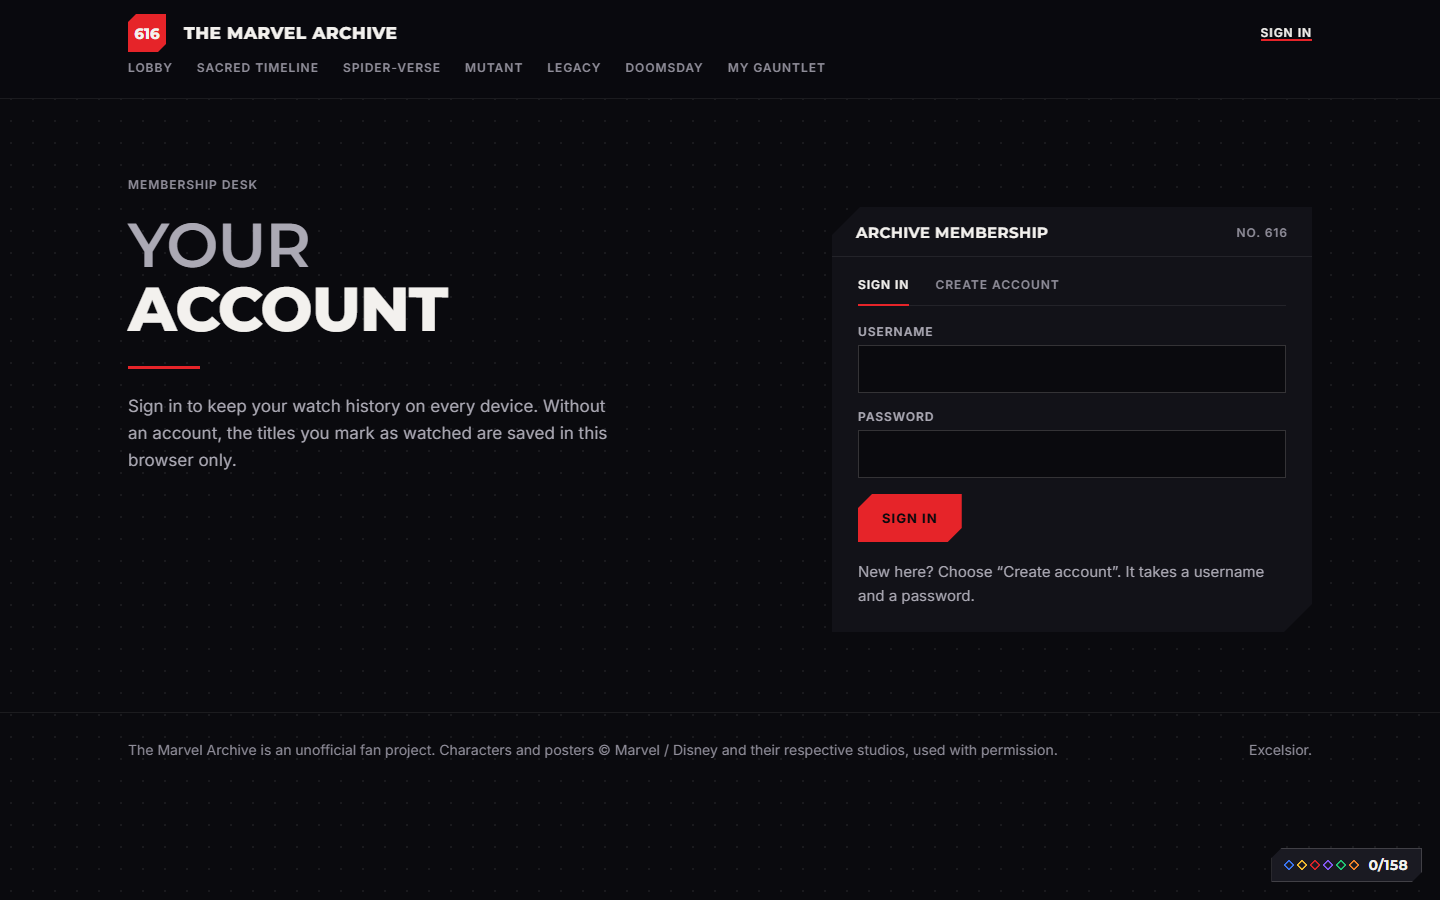 616
THE MARVEL ARCHIVE
SIGN IN
LOBBY SACRED TIMELINE SPIDER-VERSE MUTANT LEGACY DOOMSDAY MY GAUNTLET
MEMBERSHIP DESK
YOUR
ACCOUNT
Sign in to keep your watch history on every device. Without
an account, the titles you mark as watched are saved in this
browser only.
ARCHIVE MEMBERSHIP
NO. 616
SIGN IN CREATE ACCOUNT
USERNAME
PASSWORD
SIGN IN
New here? Choose “Create account”. It takes a username
and a password.
The Marvel Archive is an unofficial fan project. Characters and posters © Marvel / Disney and their respective studios, used with permission.
Excelsior.
0/158